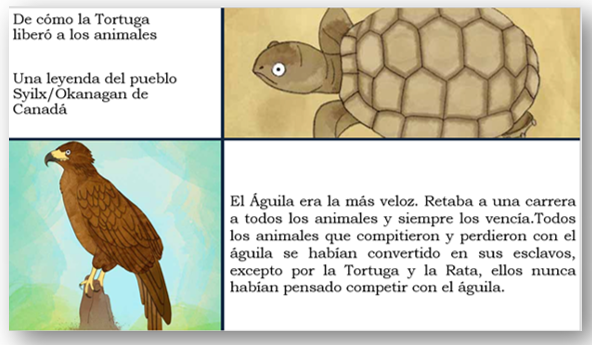 De cómo la Tortuga
liberó a los animales
Una leyenda del pueblo
Syilx/Okanagan de
Canadá
El Águila era la más veloz. Retaba a una carrera
a todos los animales y siempre los vencía.Todos
los animales que compitieron y perdieron con el
águila se habían convertido en sus esclavos,
excepto por la Tortuga y la Rata, ellos nunca
habían pensado competir con el águila.